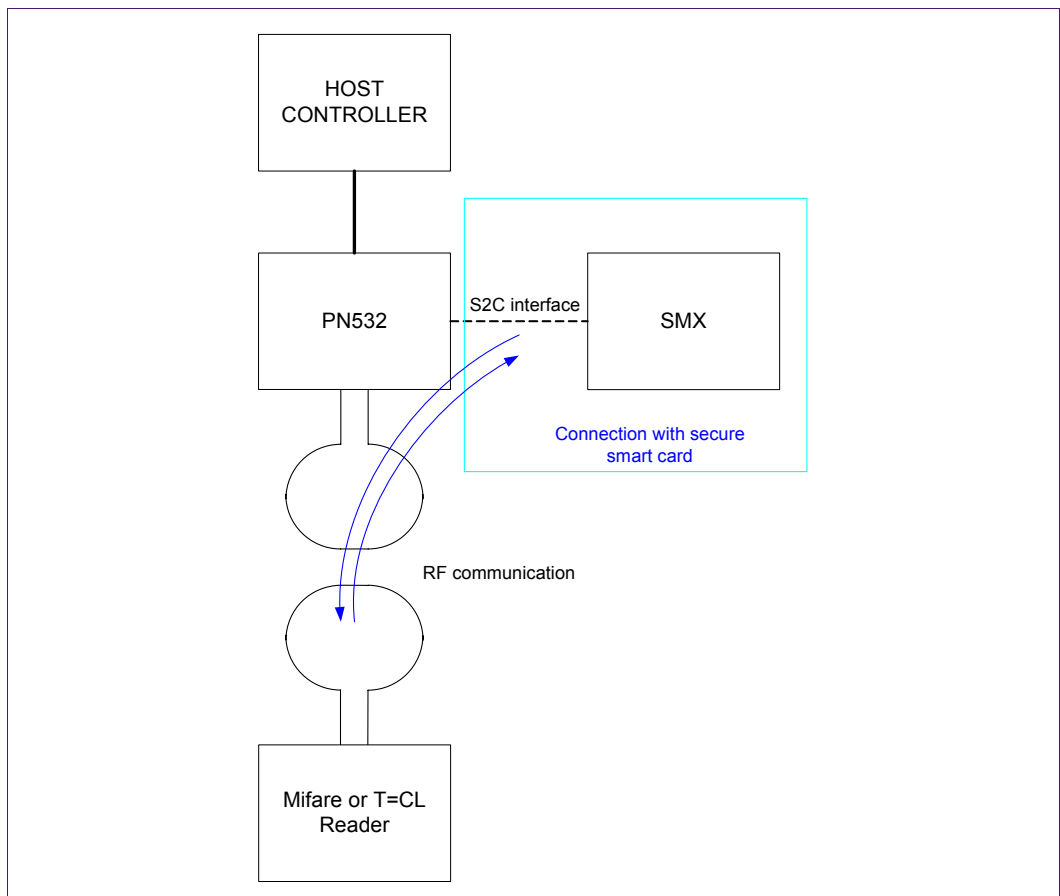 HOST
CONTROLLER
PN532
S2C interface
SMX
Connection with secure
smart card
RF communication
Mifare or T=CL
Reader